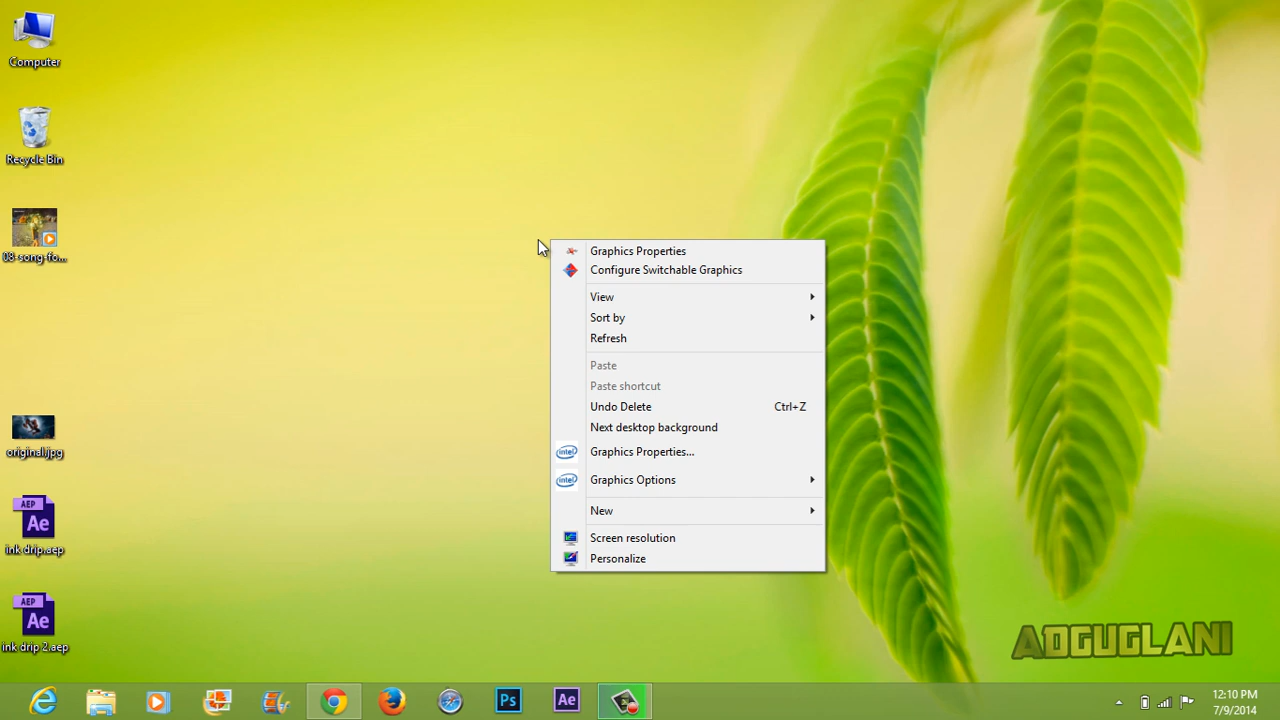 Computer
Recycle Bin
08-song-fo...
original.jpg
AEP
Ae
ink drip.aep
AEP
Ae
ink drip 2.aep
Graphics Properties
Configure Switchable Graphics
View
Sort by
Refresh
Paste
Paste shortcut
Undo Delete Ctrl+Z
Next desktop background
intel Graphics Properties...
intel Graphics Options
New
Screen resolution
Personalize
ADGUGLANI
Ps
Ae
12:10 PM
7/9/2014